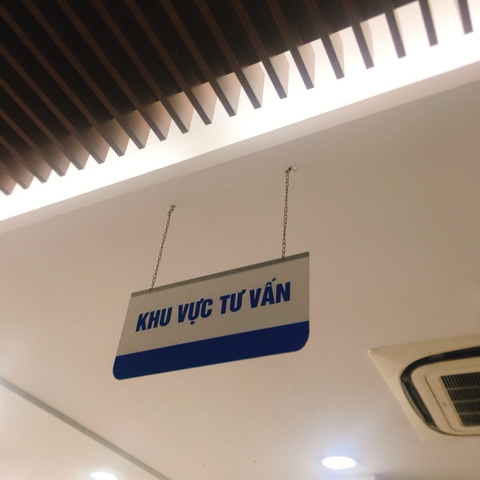 KHU VỰC TƯ VẤN